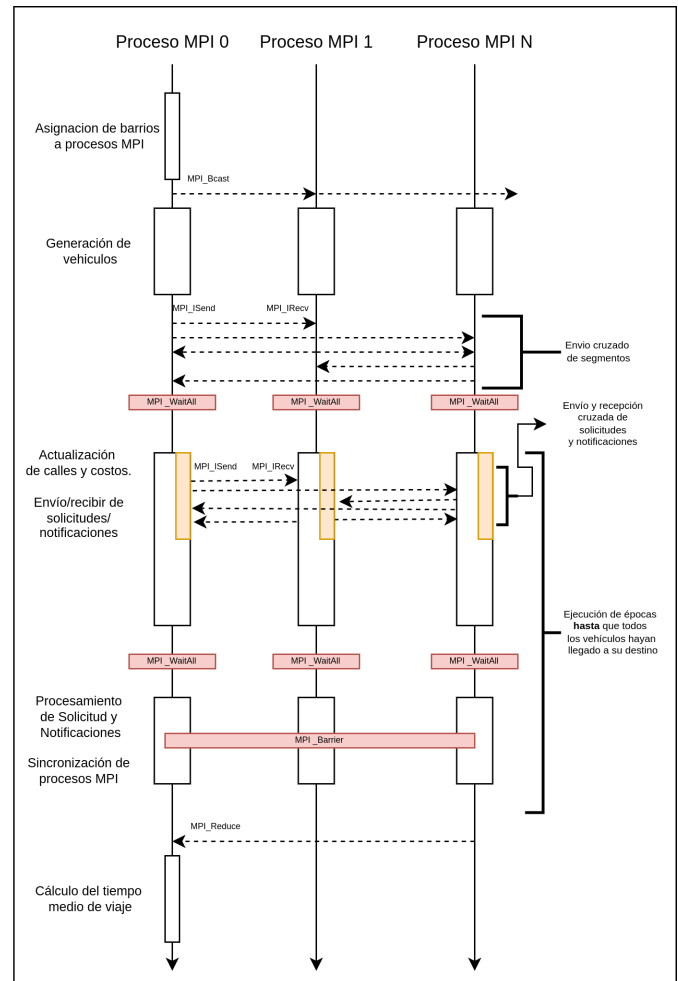 Proceso MPI 0
Proceso MPI 1
Proceso MPI N
Asignacion de barrios
a procesos MPI
MPI_Bcast
Generación de
vehiculos
MPI_ISend
MPI_IRecv
Envio cruzado
de segmentos
MPI _WaitAll
MPI _WaitAll
MPI _WaitAll
Envío y recepción
cruzada de
solicitudes
y notificaciones
Actualización
de calles y costos.
Envío/recibir de
solicitudes/
notificaciones
MPI_ISend
MPI_IRecv
Ejecución de épocas
hasta que todos
los vehículos hayan
llegado a su destino
MPI _WaitAll
MPI _WaitAll
MPI _WaitAll
Procesamiento
de Solicitud y
Notificaciones
MPI _Barrier
Sincronización de
procesos MPI
MPI_Reduce
Cálculo del tiempo
medio de viaje